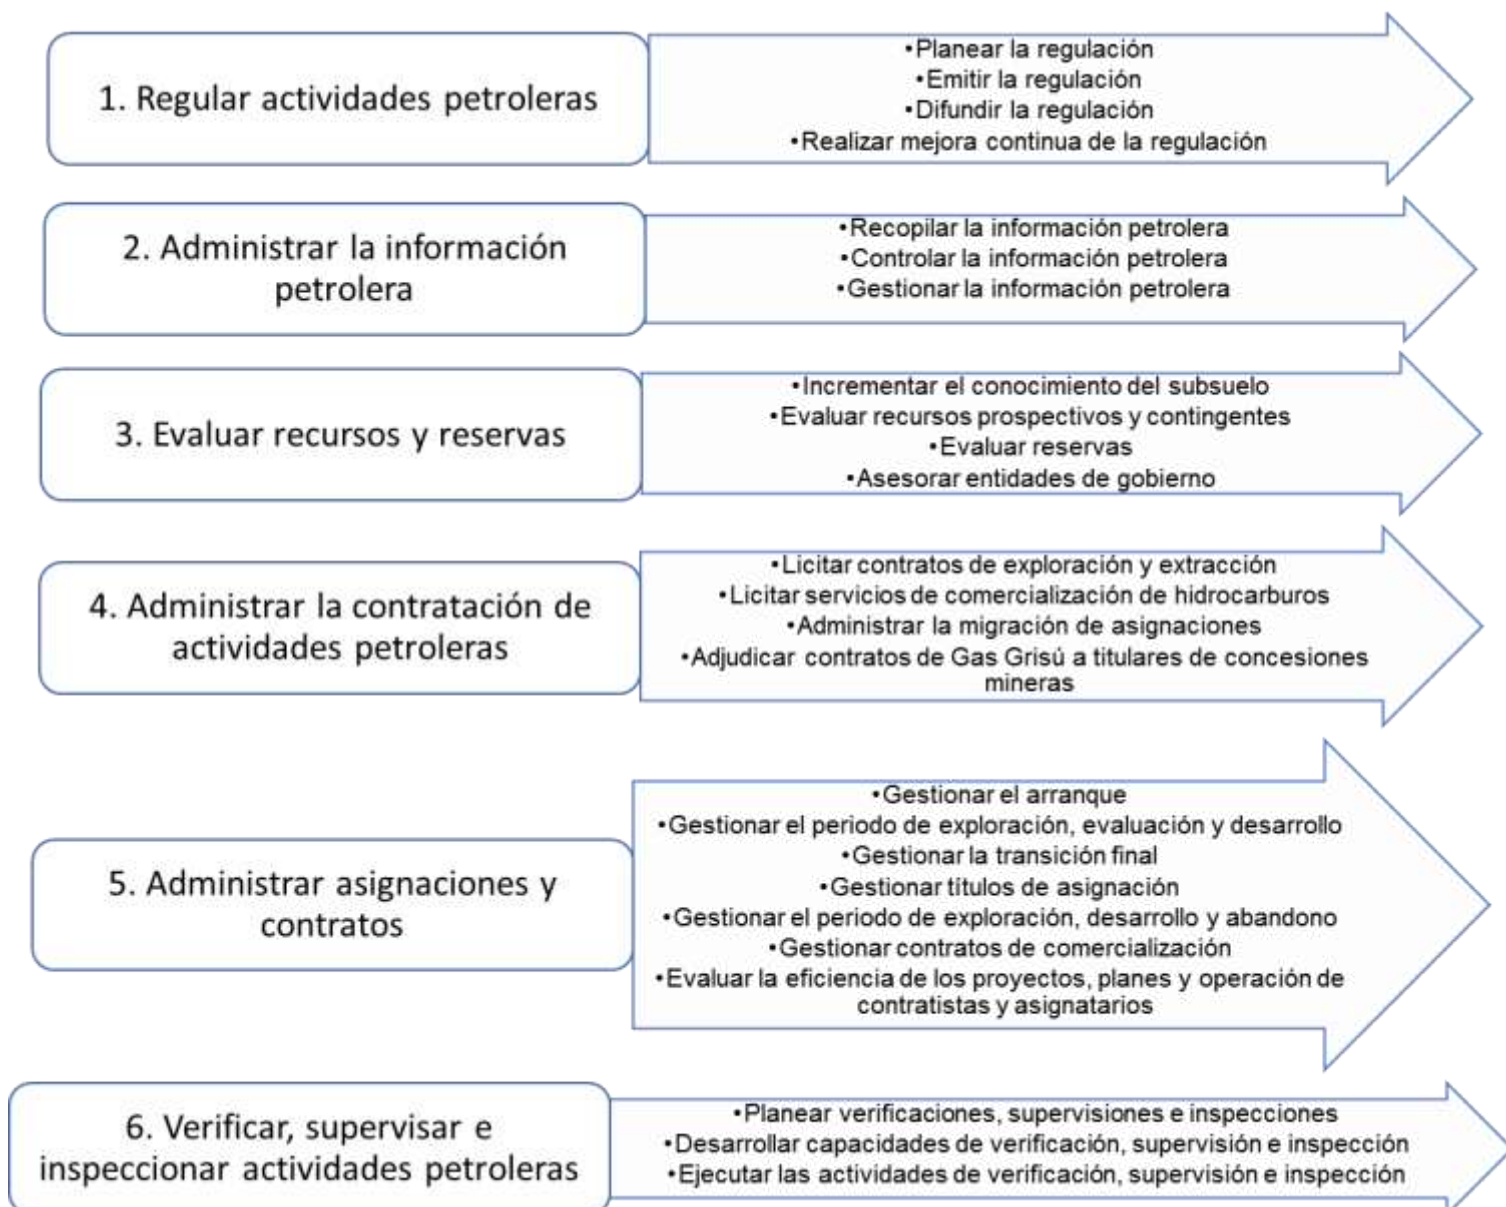 1. Regular actividades petroleras
•Planear la regulación
•Emitir la regulación
•Difundir la regulación
•Realizar mejora continua de la regulación
2. Administrar la información
petrolera
•Recopilar la información petrolera
•Controlar la información petrolera
•Gestionar la información petrolera
3. Evaluar recursos y reservas
•Incrementar el conocimiento del subsuelo
•Evaluar recursos prospectivos y contingentes
•Evaluar reservas
•Asesorar entidades de gobierno
4. Administrar la contratación de
actividades petroleras
•Licitar contratos de exploración y extracción
•Licitar servicios de comercialización de hidrocarburos
•Administrar la migración de asignaciones
•Adjudicar contratos de Gas Grisú a titulares de concesiones
mineras
5. Administrar asignaciones y
contratos
•Gestionar el arranque
•Gestionar el periodo de exploración, evaluación y desarrollo
•Gestionar la transición final
•Gestionar títulos de asignación
•Gestionar el periodo de exploración, desarrollo y abandono
•Gestionar contratos de comercialización
•Evaluar la eficiencia de los proyectos, planes y operación de
contratistas y asignatarios
6. Verificar, supervisar e
inspeccionar actividades petroleras
•Planear verificaciones, supervisiones e inspecciones
•Desarrollar capacidades de verificación, supervisión e inspección
•Ejecutar las actividades de verificación, supervisión e inspección